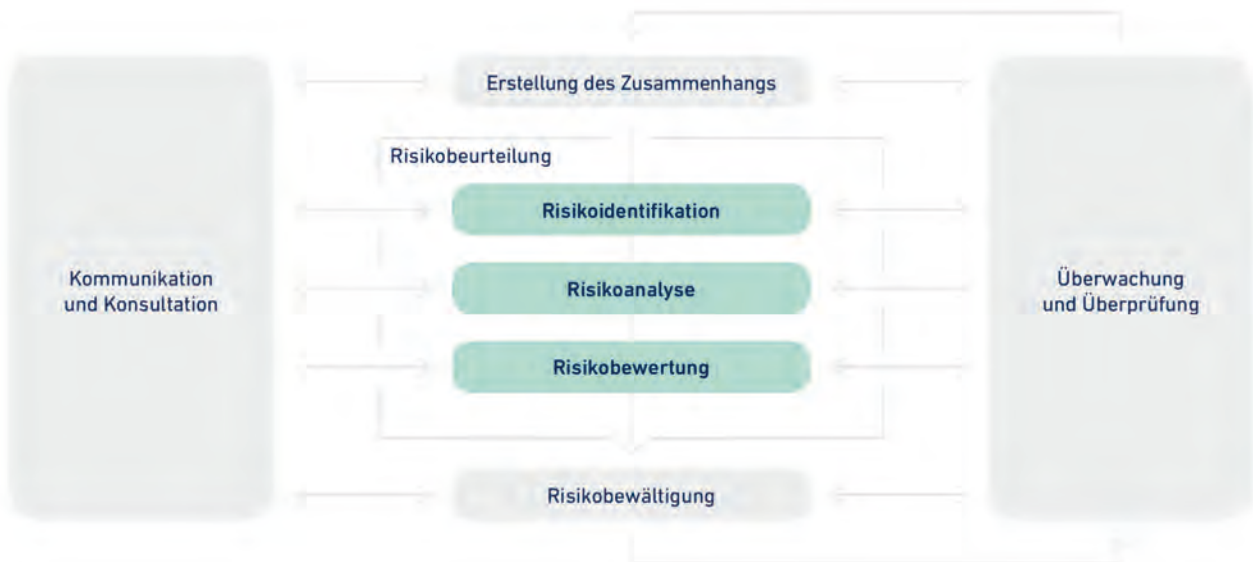 Erstellung des Zusammenhangs
Risikobeurteilung
Risikoidentifikation
Kommunikation
und Konsultation
Risikoanalyse
Überwachung
und Überprüfung
Risikobewertung
Risikobewältigung